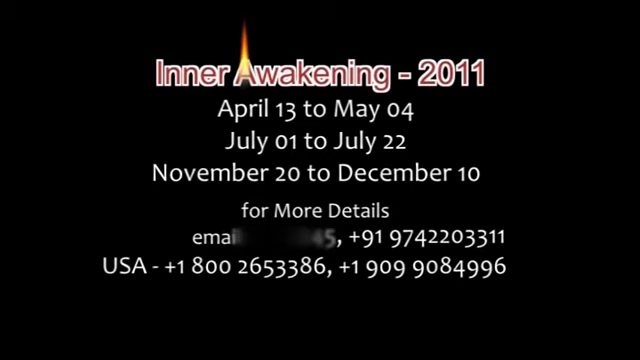 Inner Awakening - 2011
April 13 to May 04
July 01 to July 22
November 20 to December 10
for More Details
, +91 9742203311
USA - +1 800 2653386, +1 909 9084996